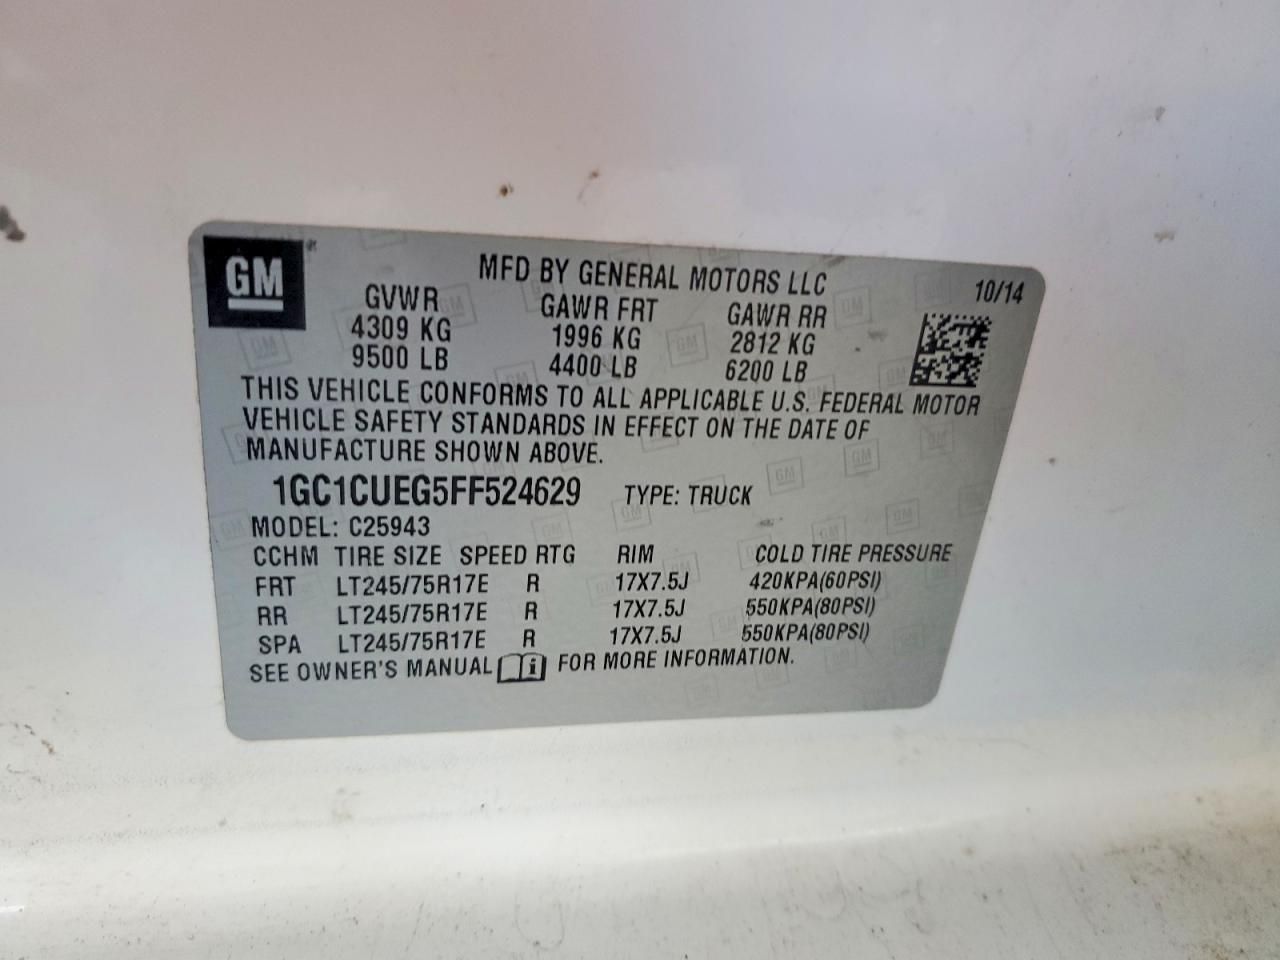 GM ®
MFD BY GENERAL MOTORS LLC 10/14
GVWR GAWR FRT GAWR RR
4309 KG 1996 KG 2812 KG
9500 LB 4400 LB 6200 LB
THIS VEHICLE CONFORMS TO ALL APPLICABLE U.S. FEDERAL MOTOR
VEHICLE SAFETY STANDARDS IN EFFECT ON THE DATE OF
MANUFACTURE SHOWN ABOVE.
1GC1CUEG5FF524629 TYPE: TRUCK
MODEL: C25943
CCHM TIRE SIZE SPEED RTG RIM COLD TIRE PRESSURE
FRT LT245/75R17E R 17X7.5J 420KPA(60PSI)
RR LT245/75R17E R 17X7.5J 550KPA(80PSI)
SPA LT245/75R17E R 17X7.5J 550KPA(80PSI)
SEE OWNER'S MANUAL i FOR MORE INFORMATION.